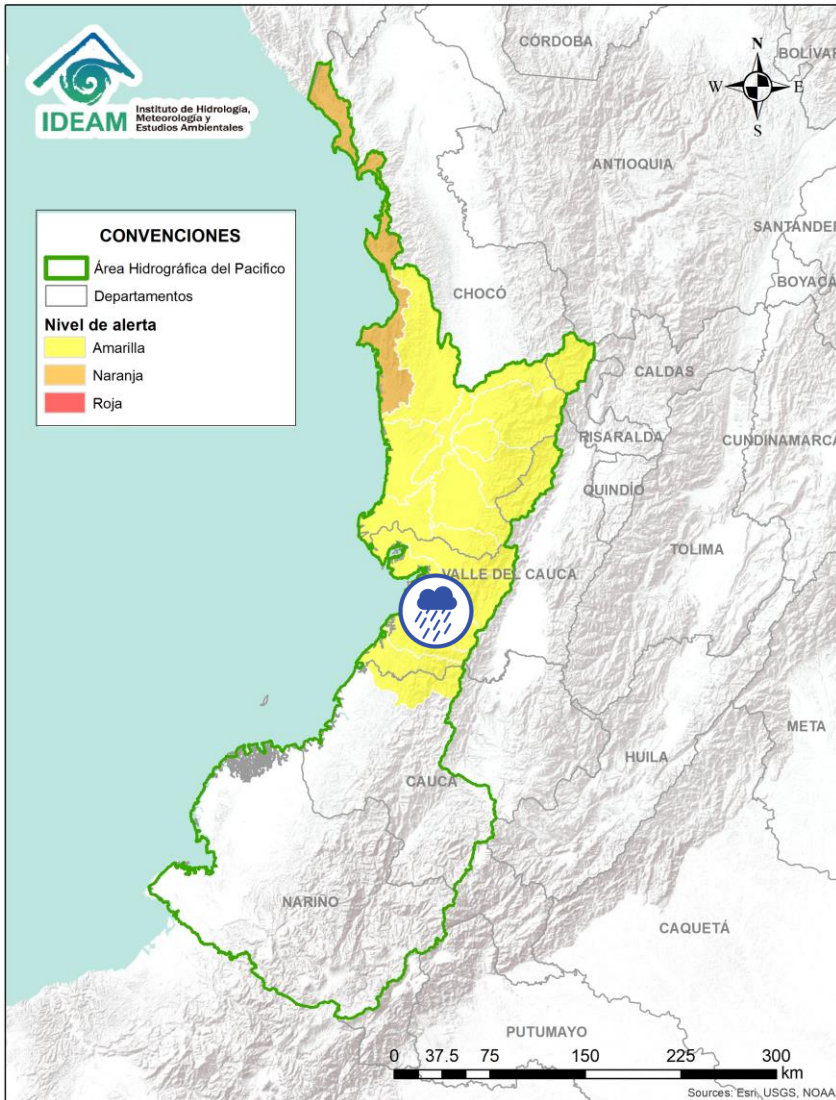 IDEAM
Instituto de Hidrología,
Meteorología y
Estudios Ambientales
CONVENCIONES
Área Hidrográfica del Pacifico
Departamentos
Nivel de alerta
Amarilla
Naranja
Roja
N
W
E
S
CÓRDOBA
BOLÍVAR
ANTIOQUIA
SANTANDER
BOYACÁ
CHOCÓ
CALDAS
RISARALDA
CUNDINAMARCA
QUINDÍO
TOLIMA
VALLE DEL CAUCA
META
HUILA
CAUCA
NARIÑO
CAQUETÁ
PUTUMAYO
0 37.5 75 150 225 300
km
Sources: Esri, USGS, NOAA